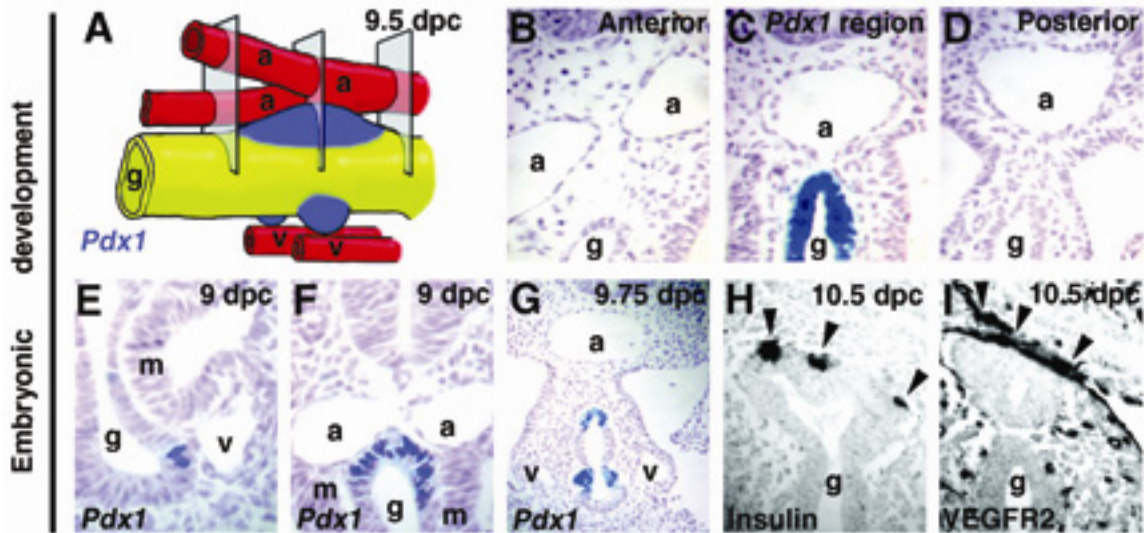 Embryonic development
A
9.5 dpc
a
a
a
a
g
Pdx1
v
v
B
Anterior
a
a
g
C
Pdx1 region
a
g
D
Posterior
a
g
E
9 dpc
m
g
v
Pdx1
F
9 dpc
a
a
m
g
m
Pdx1
G
9.75 dpc
a
v
v
Pdx1
H
10.5 dpc
g
Insulin
I
10.5 dpc
g
VEGFR2